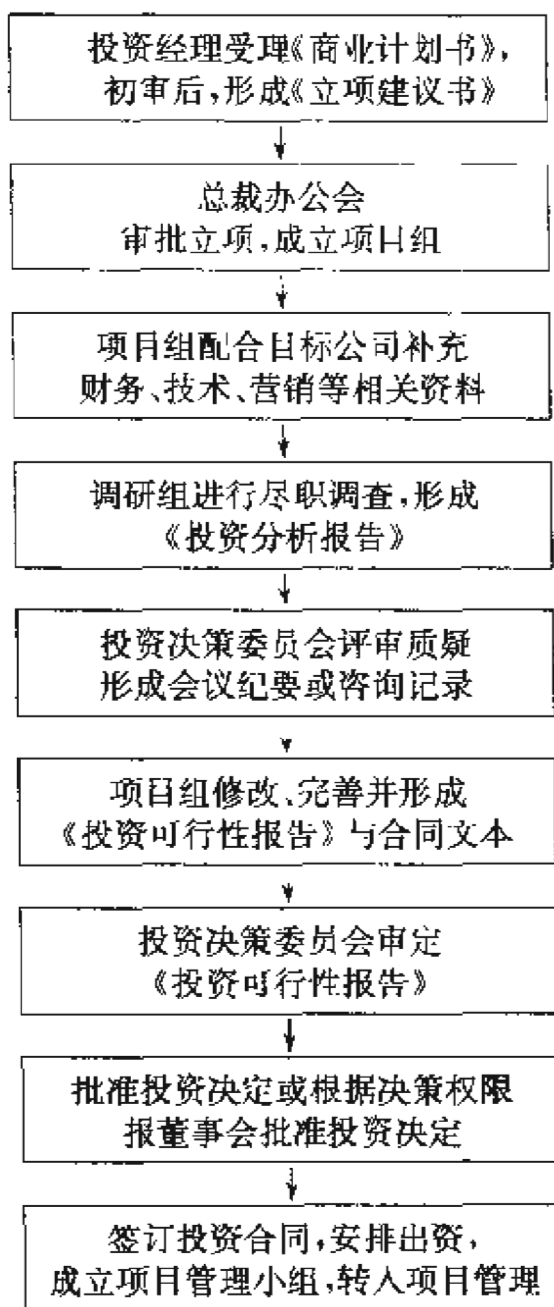 投资经理受理《商业计划书》，
初审后，形成《立项建议书》
总裁办公会
审批立项，成立项目组
项目组配合目标公司补充
财务、技术、营销等相关资料
调研组进行尽职调查，形成
《投资分析报告》
投资决策委员会评审质疑
形成会议纪要或咨询记录
项目组修改、完善并形成
《投资可行性报告》与合同文本
投资决策委员会审定
《投资可行性报告》
批准投资决定或根据决策权限
报董事会批准投资决定
签订投资合同，安排出资，
成立项目管理小组，转入项目管理